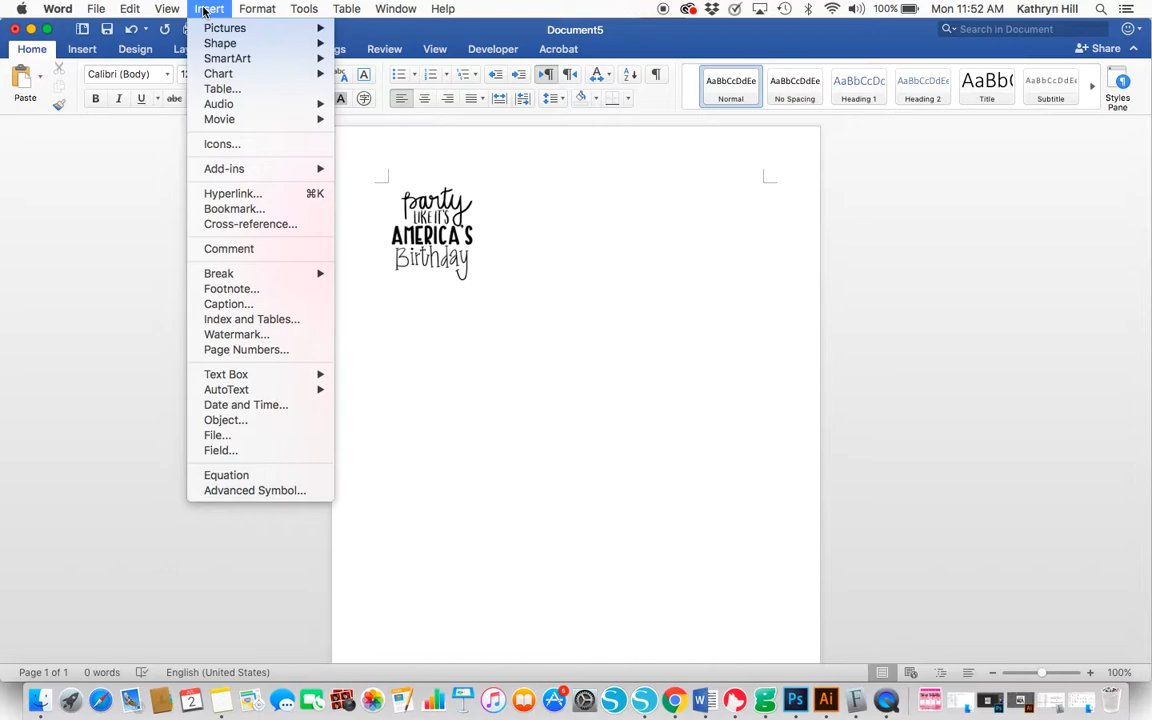 Word File Edit View Insert Format Tools Table Window Help 100% Mon 11:52 AM Kathryn Hill
Document5
Search in Document
Home Insert Design La gs Review View Developer Acrobat Share
Paste Calibri (Body) 12
B I U abc A
AaBbCcDdEe Normal
AaBbCcDdEe No Spacing
AaBbCcDc Heading 1
AaBbCcDdEe Heading 2
AaBb( Title
AaBbCcDdEe Subtitle
Styles Pane
Pictures
Shape
SmartArt
Chart
Table...
Audio
Movie
Icons...
Add-ins
Hyperlink... ⌘K
Bookmark...
Cross-reference...
Comment
Break
Footnote...
Caption...
Index and Tables...
Watermark...
Page Numbers...
Text Box
AutoText
Date and Time...
Object...
File...
Field...
Equation
Advanced Symbol...
party
LIKE IT'S
AMERICA'S
Birthday
Page 1 of 1 0 words English (United States) 100%